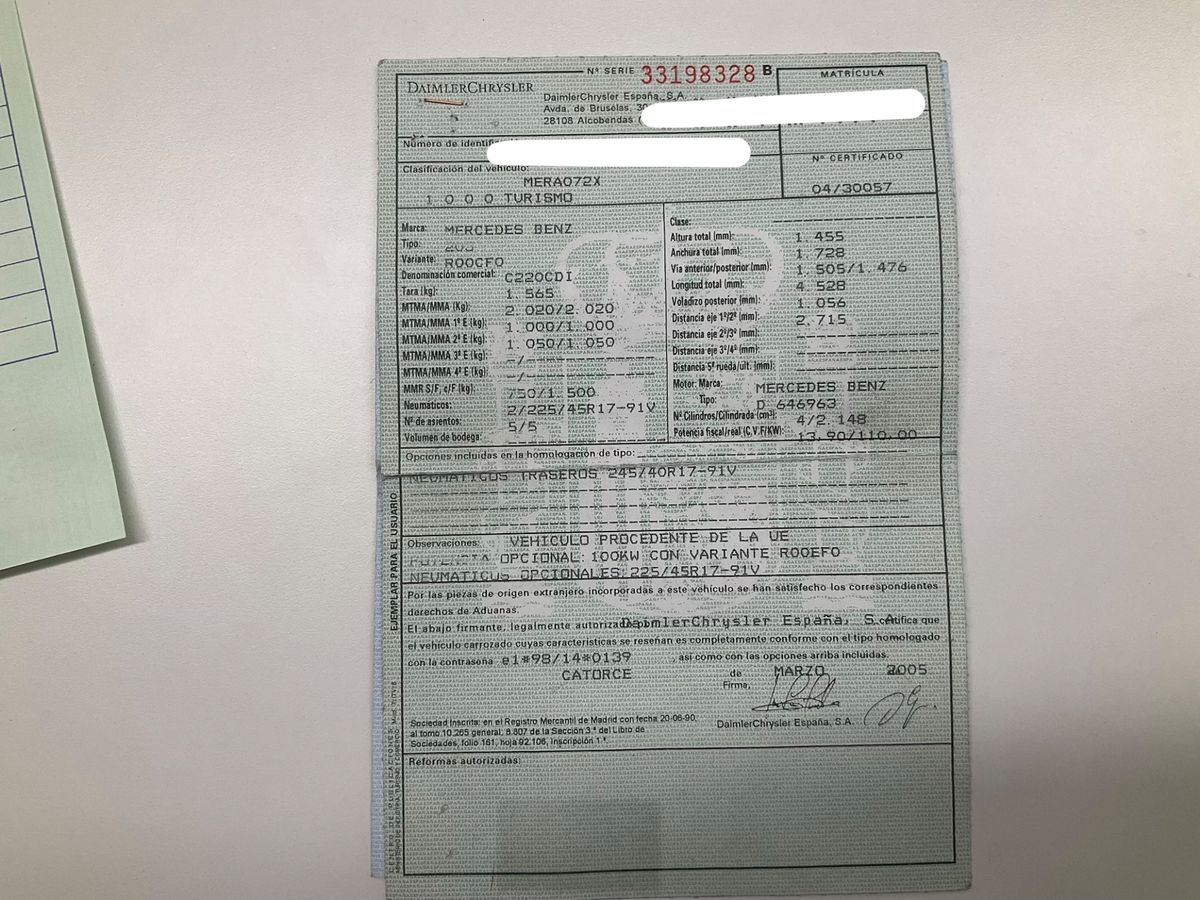 Nº SERIE 33198328 B
MATRÍCULA
DAIMLERCHRYSLER
DaimlerChrysler España, S.A.
Avda. de Bruselas, 30
28108 Alcobendas
Número de identifi
Nº CERTIFICADO
04/30057
Clasificación del vehículo:
MERA072X
1 0 0 0 TURISMO
Marca: MERCEDES BENZ
Tipo: 203
Variante: R00CF0
Denominación comercial: C220CDI
Tara (kg): 1.565
MTMA/MMA (Kg): 2.020/2.020
MTMA/MMA 1º E (kg): 1.000/1.000
MTMA/MMA 2º E (kg): 1.050/1.050
MTMA/MMA 3º E (kg): -/-
MTMA/MMA 4º E (kg): -/-
MMR S/F, c/F (kg): 750/1.500
Neumáticos: 2/225/45R17-91V
Nº de asientos: 5/5
Volumen de bodega:
Clase:
Altura total (mm): 1.455
Anchura total (mm): 1.728
Vía anterior/posterior (mm): 1.505/1.476
Longitud total (mm): 4.528
Voladizo posterior (mm): 1.056
Distancia eje 1º/2º (mm): 2.715
Distancia eje 2º/3º (mm):
Distancia eje 3º/4º (mm):
Distancia 5ª rueda/ult. (mm):
Motor: Marca: MERCEDES BENZ
Tipo: D 646963
Nº Cilindros/Cilindrada (cm³): 4/2.148
Potencia fiscal/real (C.V.F/KW): 13,90/110,00
Opciones incluidas en la homologación de tipo:
NEUMATICOS TRASEROS 245/40R17-91V
Observaciones: VEHICULO PROCEDENTE DE LA UE
OPCIONAL: 100KW CON VARIANTE R00EF0
NEUMATICOS OPCIONALES: 225/45R17-91V
Por las piezas de origen extranjero incorporadas a este vehículo se han satisfecho los correspondientes
derechos de Aduanas.
El abajo firmante, legalmente autorizado por DaimlerChrysler España, S.A. certifica que
el vehículo carrozado cuyas características se reseñan es completamente conforme con el tipo homologado
con la contraseña e1*98/14*0139 , así como con las opciones arriba incluidas.
CATORCE de MARZO 2005
Firma,
DaimlerChrysler España, S.A.
Sociedad Inscrita: en el Registro Mercantil de Madrid con fecha 20-06-90,
al tomo 10.265 general, 8.807 de la Sección 3.ª del Libro de
Sociedades, folio 161, hoja 92.106, Inscripción 1.ª.
Reformas autorizadas:
EJEMPLAR PARA EL USUARIO